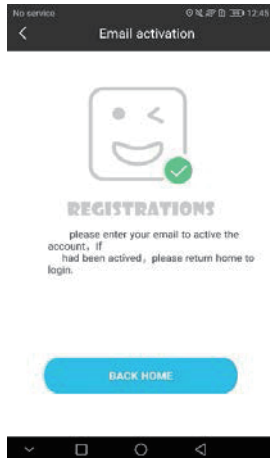 No service
12:45
Email activation
REGISTRATIONS
please enter your email to active the
account, if
had been actived, please return home to
login.
BACK HOME